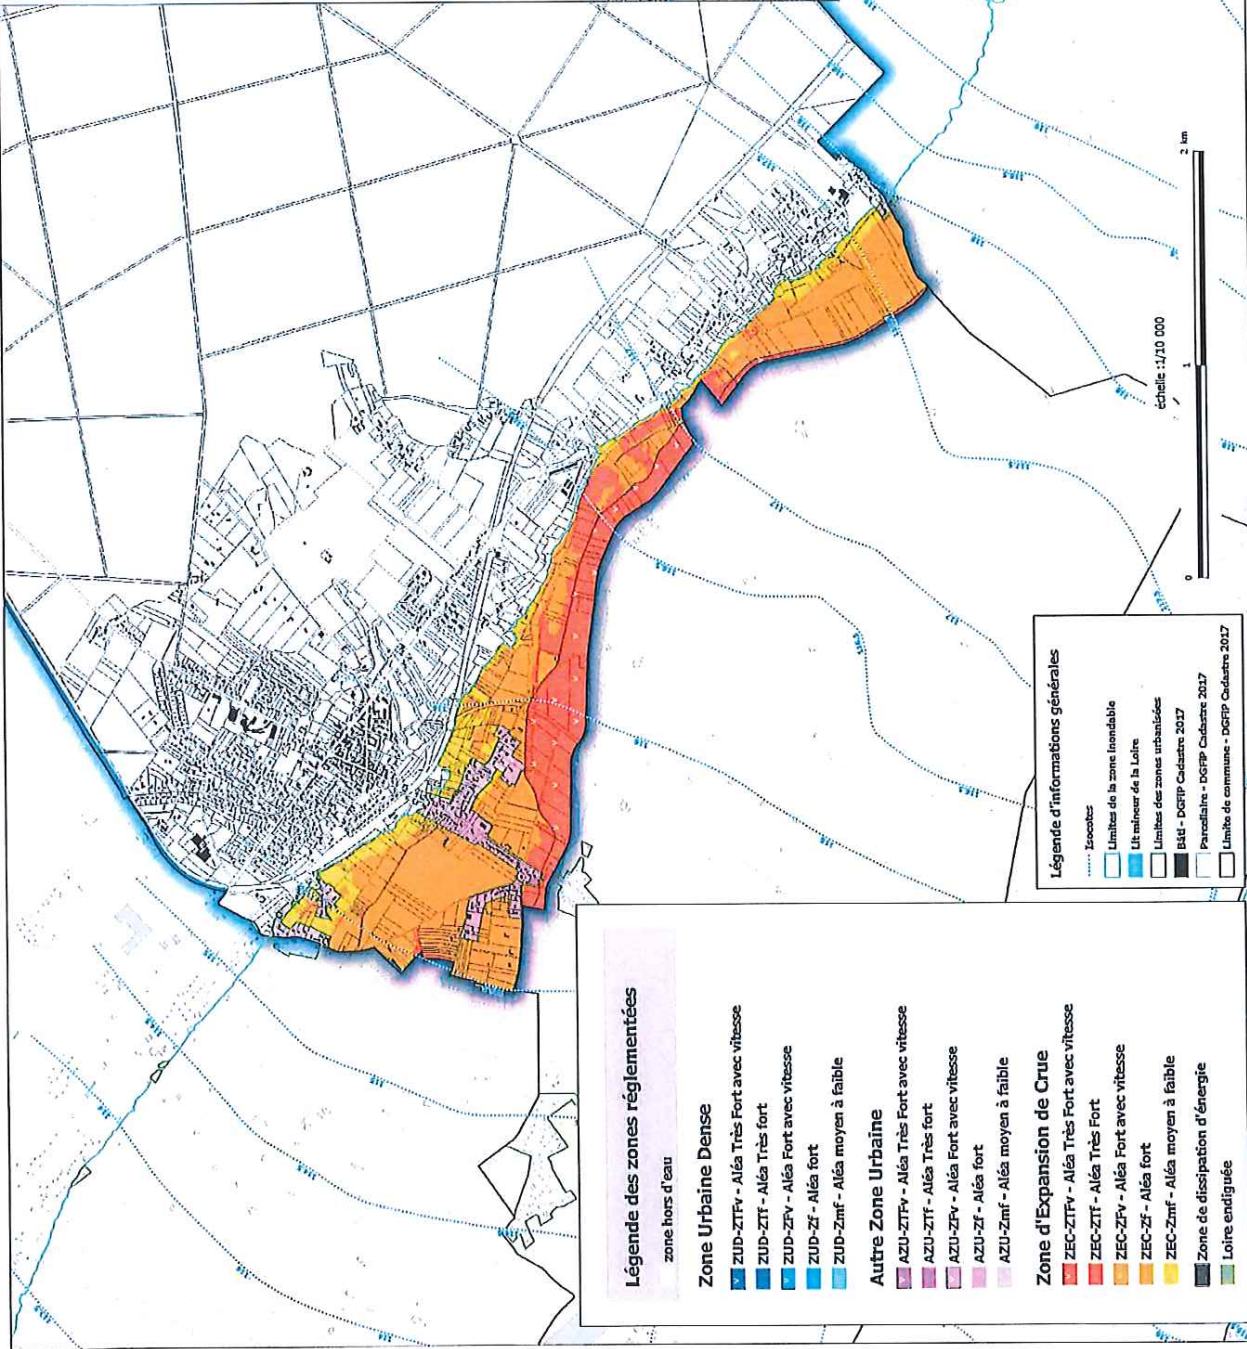 Légende des zones réglementées
zone hors d'eau
Zone Urbaine Dense
ZUD-ZTFv - Aléa Très Fort avec vitesse
ZUD-ZTf - Aléa Très fort
ZUD-ZFv - Aléa Fort avec vitesse
ZUD-Zf - Aléa fort
ZUD-Zmf - Aléa moyen à faible
Autre Zone Urbaine
AZU-ZTFv - Aléa Très Fort avec vitesse
AZU-ZTf - Aléa Très fort
AZU-ZFv - Aléa Fort avec vitesse
AZU-Zf - Aléa fort
AZU-Zmf - Aléa moyen à faible
Zone d'Expansion de Crue
ZEC-ZTFv - Aléa Très Fort avec vitesse
ZEC-ZTf - Aléa Très Fort
ZEC-ZFv - Aléa Fort avec vitesse
ZEC-Zf - Aléa fort
ZEC-Zmf - Aléa moyen à faible
Zone de dissipation d'énergie
Loire endiguée
Légende d'informations générales
Isocotes
Limites de la zone inondable
Lit mineur de la Loire
Limites des zones urbanisées
Bâti - DGFIP Cadastre 2017
Parcellaire - DGFIP Cadastre 2017
Limite de commune - DGFIP Cadastre 2017
échelle :1/10 000
0 1 2 km